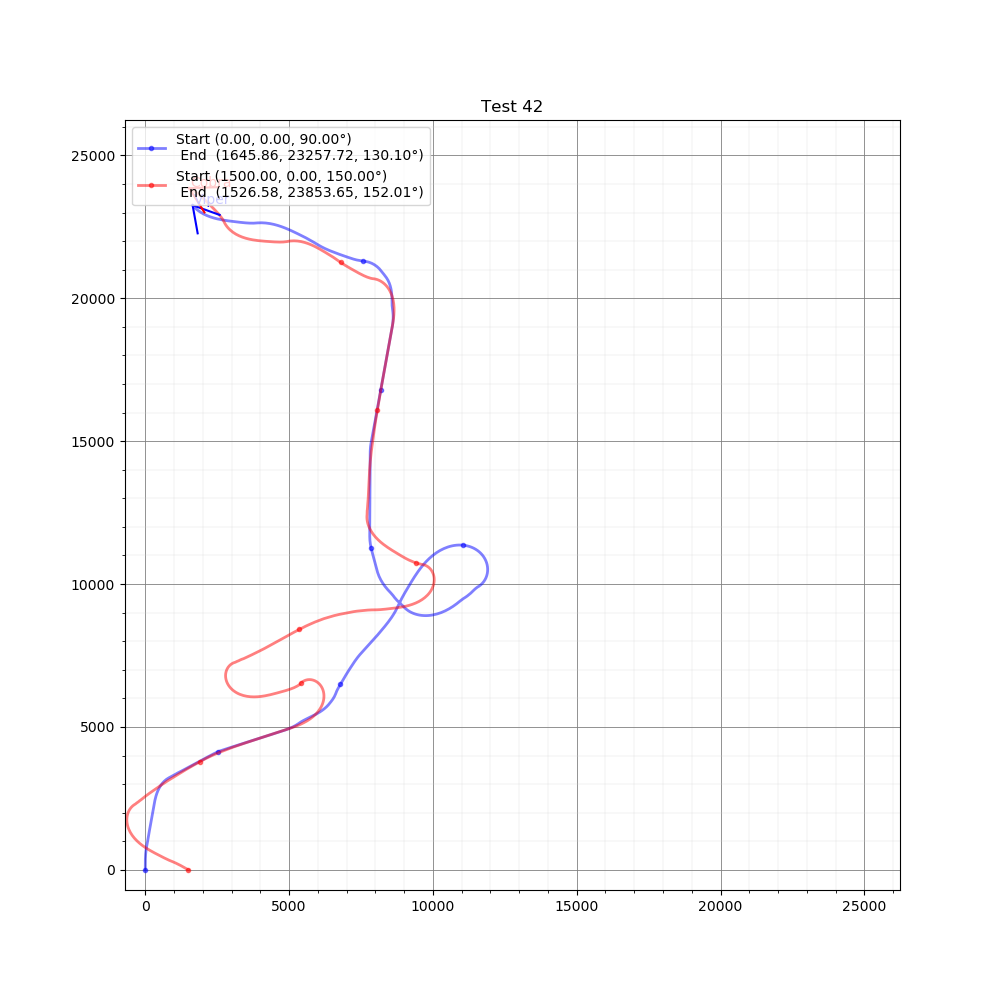 Test 42
Start (0.00, 0.00, 90.00°)
End (1645.86, 23257.72, 130.10°)
Start (1500.00, 0.00, 150.00°)
End (1526.58, 23853.65, 152.01°)
Viper
25000
20000
15000
10000
5000
0
0 5000 10000 15000 20000 25000